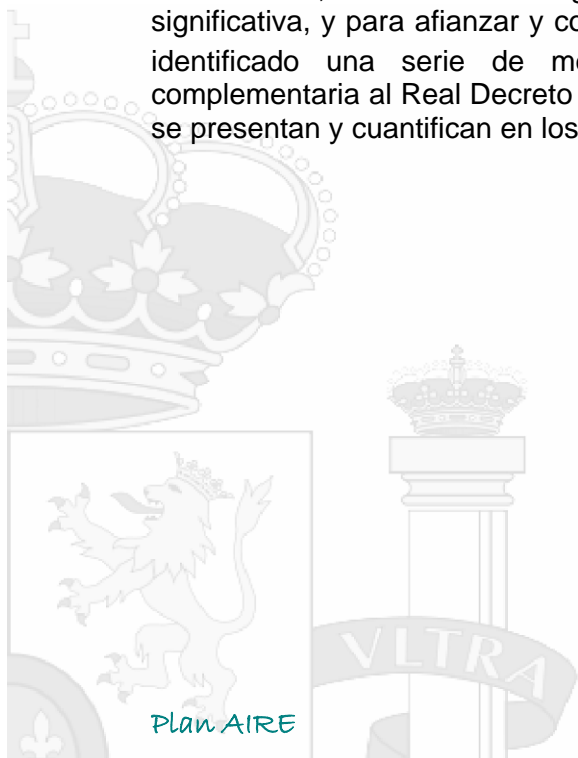 significativa, y para afianzar y co
identificado una serie de m
complementaria al Real Decreto
se presentan y cuantifican en los
VLTRA
Plan AIRE